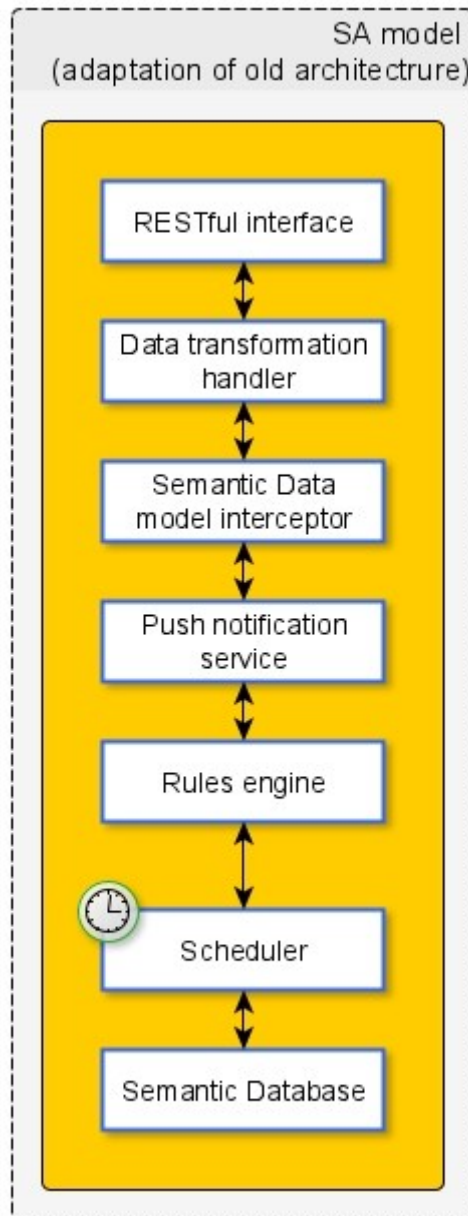 SA model
(adaptation of old architectrure)
RESTful interface
Data transformation
handler
Semantic Data
model interceptor
Push notification
service
Rules engine
Scheduler
Semantic Database